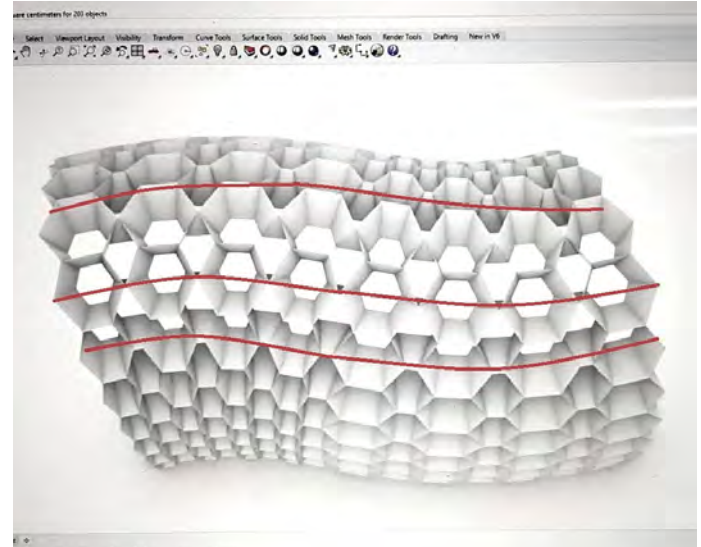 are centimeters for 203 objects
Select Viewport Layout Visibility Transform Curve Tools Surface Tools Solid Tools Mesh Tools Render Tools Drafting New in V6